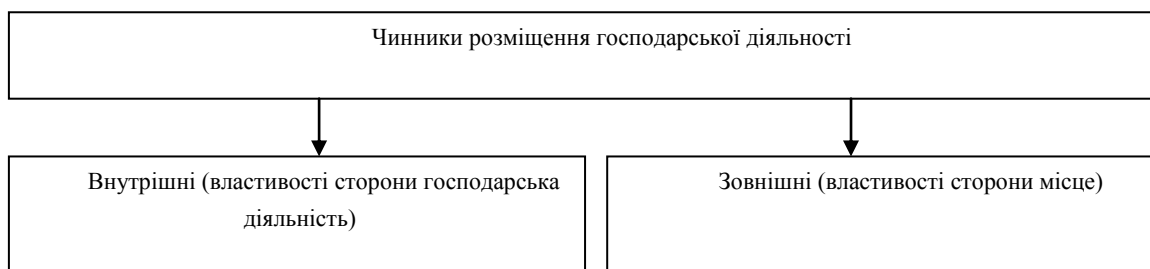 Чинники розміщення господарської діяльності
Внутрішні (властивості сторони господарська
діяльність)
Зовнішні (властивості сторони місце)